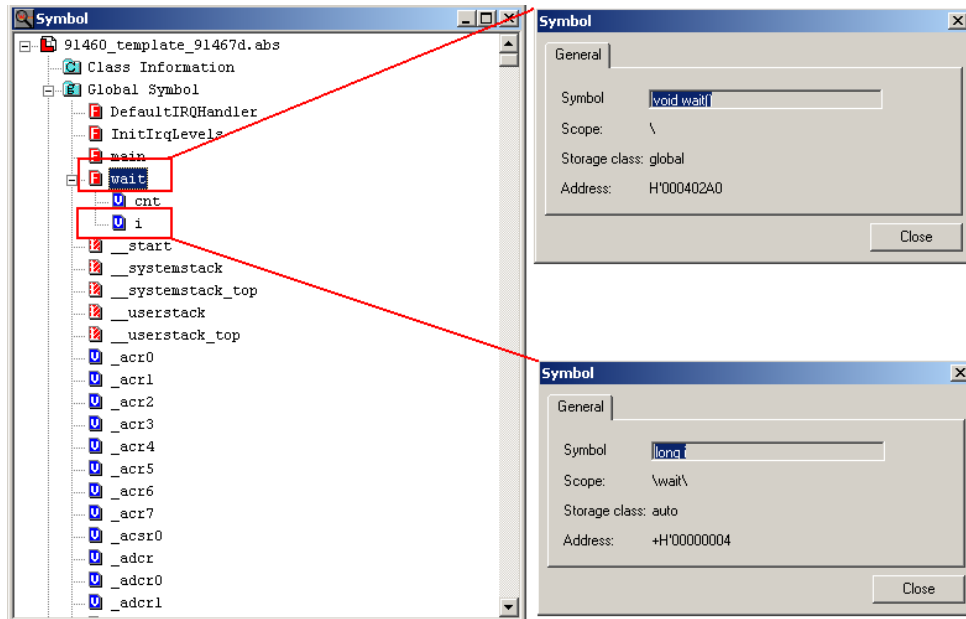 Symbol
91460_template_91467d.abs
Class Information
Global Symbol
DefaultIRQHandler
InitIrqLevels
main
wait
cnt
i
__start
__systemstack
__systemstack_top
__userstack
__userstack_top
_acr0
_acr1
_acr2
_acr3
_acr4
_acr5
_acr6
_acr7
_acsr0
_adcr
_adcr0
_adcr1
Symbol
General
Symbol void wait()
Scope: \
Storage class: global
Address: H'000402A0
Close
Symbol
General
Symbol long i
Scope: \wait\
Storage class: auto
Address: +H'00000004
Close